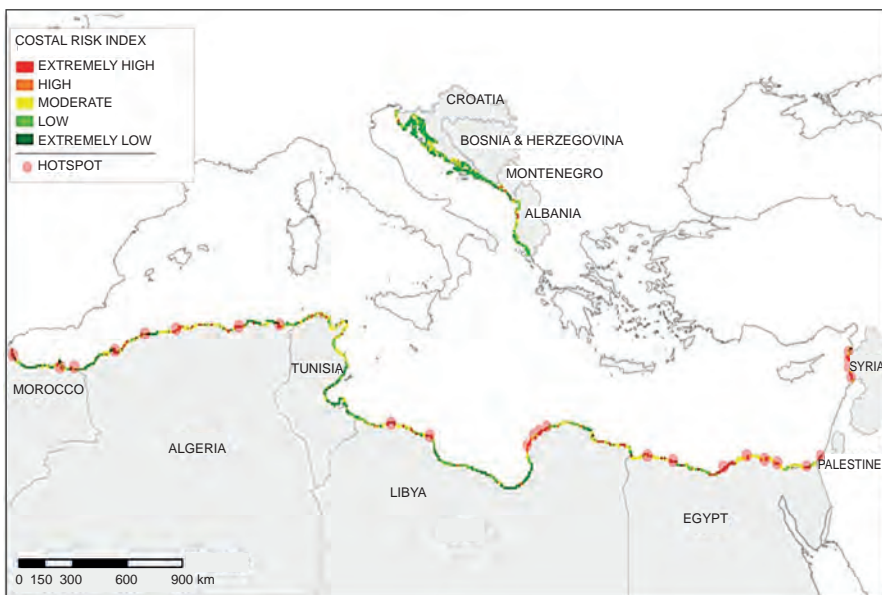 COSTAL RISK INDEX
EXTREMELY HIGH
HIGH
MODERATE
LOW
EXTREMELY LOW
HOTSPOT
CROATIA
BOSNIA & HERZEGOVINA
MONTENEGRO
ALBANIA
SYRIA
TUNISIA
MOROCCO
ALGERIA
PALESTINE
LIBYA
EGYPT
0 150 300 600 900 km